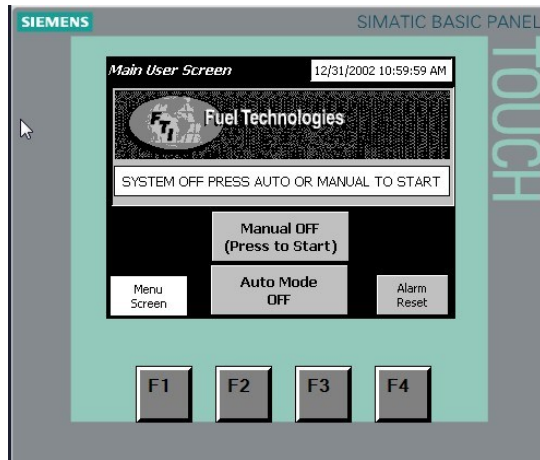 SIEMENS
SIMATIC BASIC PANEL
TOUCH
Main User Screen
12/31/2002 10:59:59 AM
FTI
Fuel Technologies
SYSTEM OFF PRESS AUTO OR MANUAL TO START
Manual OFF
(Press to Start)
Auto Mode
OFF
Menu
Screen
Alarm
Reset
F1
F2
F3
F4